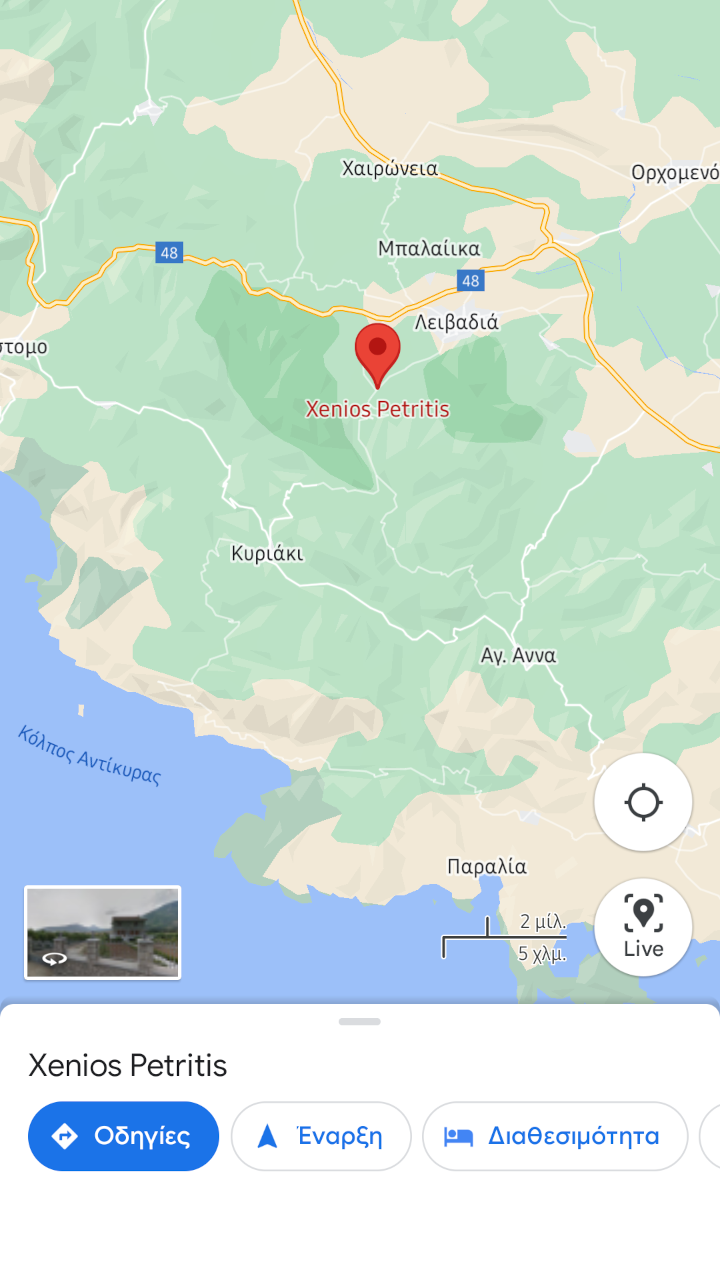 Χαιρώνεια
Ορχομενό
Μπαλαίικα
48
48
Λειβαδιά
στομο
Xenios Petritis
Κυριάκι
Αγ. Αννα
Κόλπος Αντίκυρας
Παραλία
2 μίλ.
5 χλμ.
Live
Xenios Petritis
Οδηγίες
Έναρξη
Διαθεσιμότητα